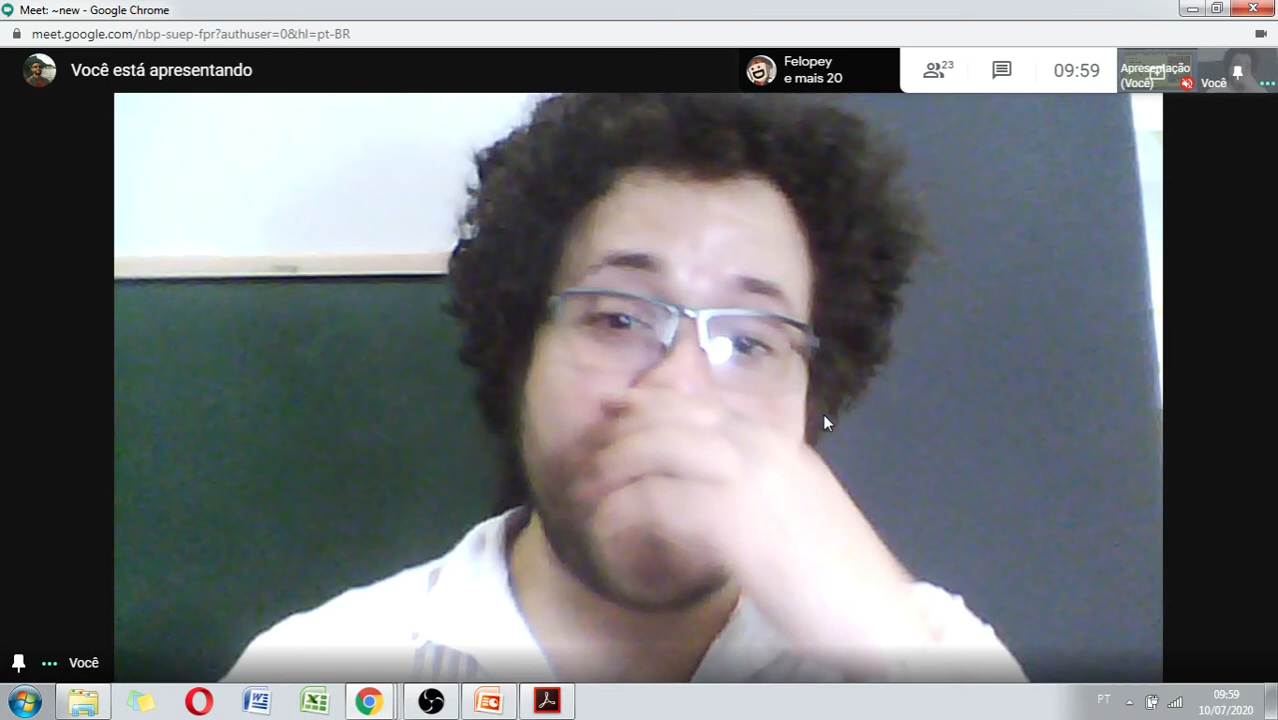 Meet: ~new - Google Chrome
meet.google.com/nbp-suep-fpr?authuser=0&hl=pt-BR
Você está apresentando
Felopey
e mais 20
23
09:59
Apresentação
(Você)
Você
Você
PT
09:59
10/07/2020